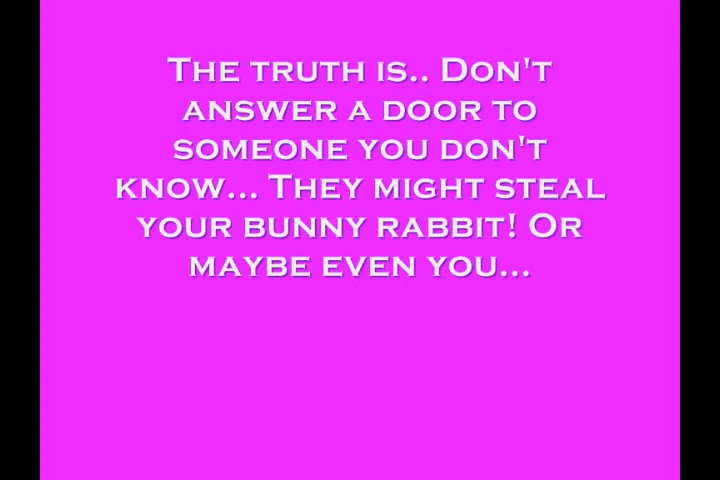 The truth is.. Don't
answer a door to
someone you don't
know... They might steal
your bunny rabbit! Or
maybe even you...